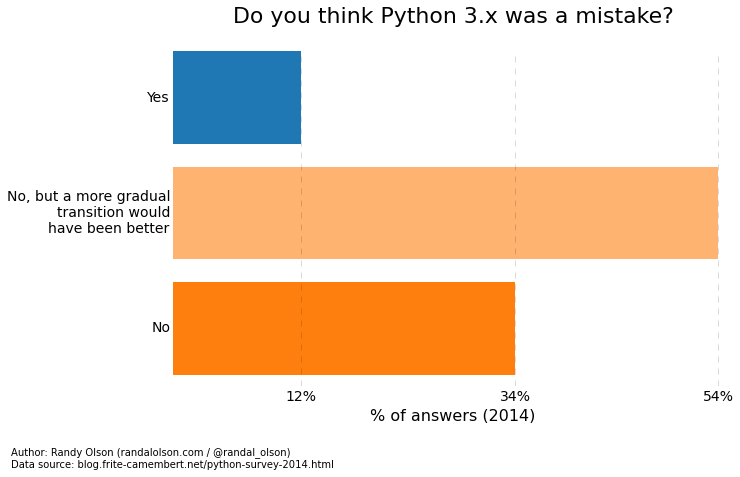 Do you think Python 3.x was a mistake?
Yes
No, but a more gradual
transition would
have been better
No
12%
34%
54%
% of answers (2014)
Author: Randy Olson (randalolson.com / @randal_olson)
Data source: blog.frite-camembert.net/python-survey-2014.html